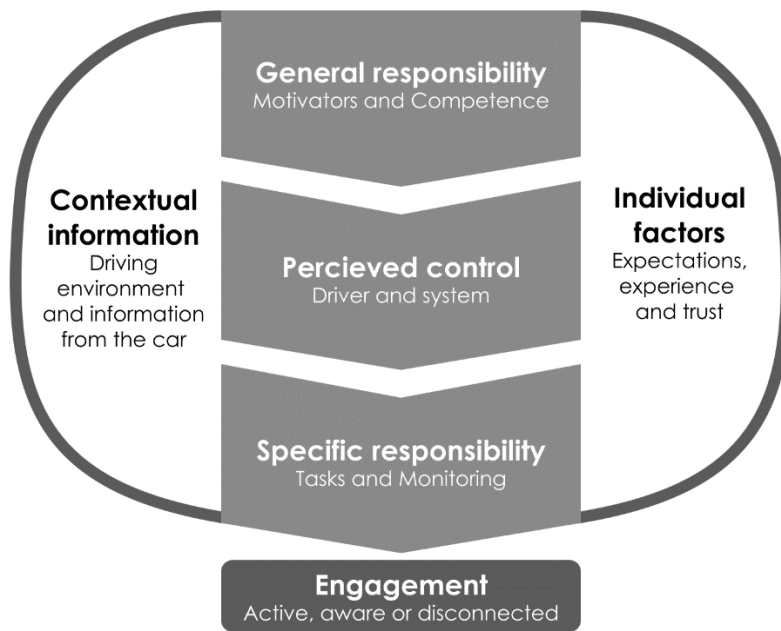 General responsibility
Motivators and Competence
Contextual
information
Driving
environment
and information
from the car
Percieved control
Driver and system
Individual
factors
Expectations,
experience
and trust
Specific responsibility
Tasks and Monitoring
Engagement
Active, aware or disconnected